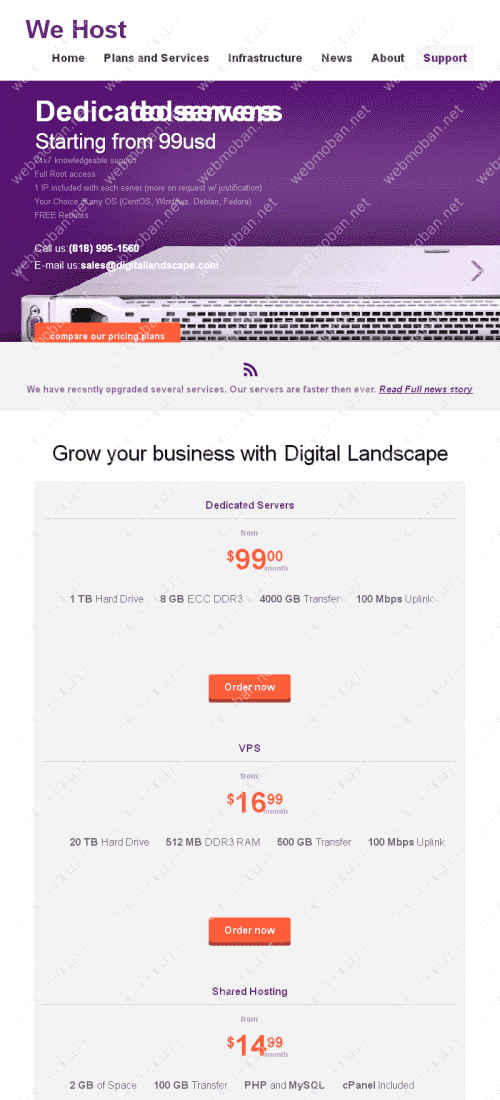 We Host
Home Plans and Services Infrastructure News About Support
Dedicated servers
Starting from 99usd
24x7 knowledgeable support
Full Root access
1 IP included with each server (more on request w/ justification)
Your Choice of any OS (CentOS, Windows, Debian, Fedora)
FREE Reboots
Call us:(818) 995-1560
E-mail us:sales@digitallandscape.com
compare our pricing plans
We have recently opgraded several services. Our servers are faster then ever. Read Full news story
Grow your business with Digital Landscape
Dedicated Servers
from
$9900
/month
1 TB Hard Drive 8 GB ECC DDR3 4000 GB Transfer 100 Mbps Uplink
Order now
VPS
from
$1699
/month
20 TB Hard Drive 512 MB DDR3 RAM 500 GB Transfer 100 Mbps Uplink
Order now
Shared Hosting
from
$1499
/month
2 GB of Space 100 GB Transfer PHP and MySQL cPanel Included
webmoban.net